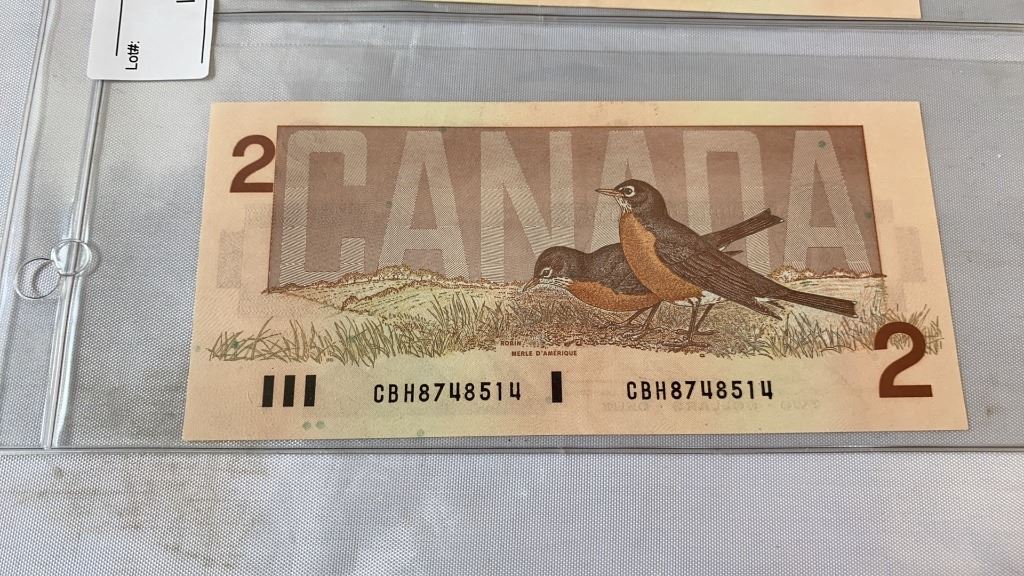 Lot#:
CANADA
2
ROBIN
MERLE D'AMÉRIQUE
2
CBH8748514 CBH8748514